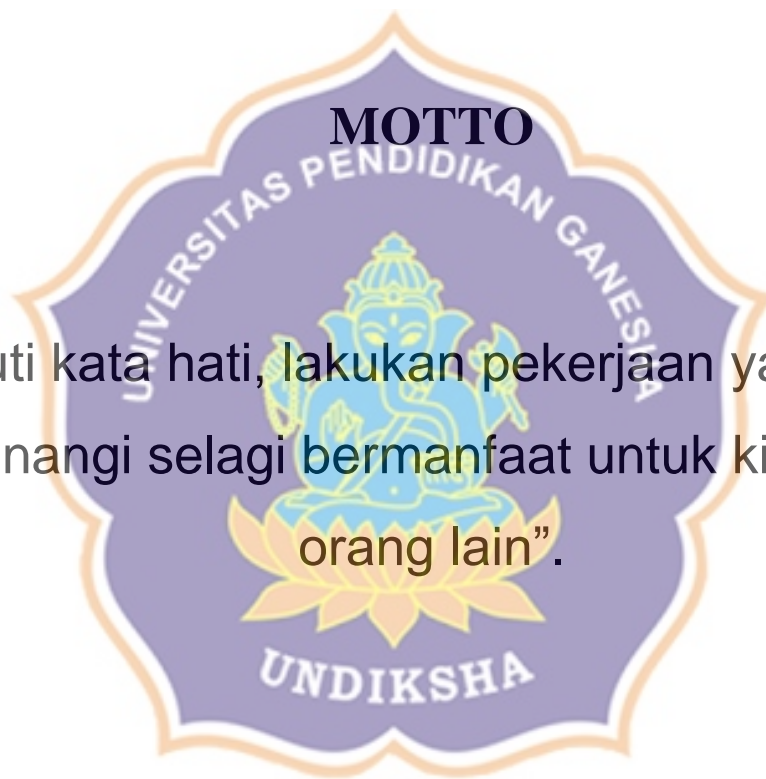 MOTTO
UNIVERSITAS PENDIDIKAN GANESHA
uti kata hati, lakukan pekerjaan ya
nangi selagi bermanfaat untuk ki
orang lain”.
UNDIKSHA